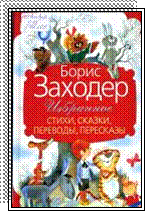 Борис
Заходер
Избранное
СТИХИ, СКАЗКИ,
ПЕРЕВОДЫ, ПЕРЕСКАЗЫ